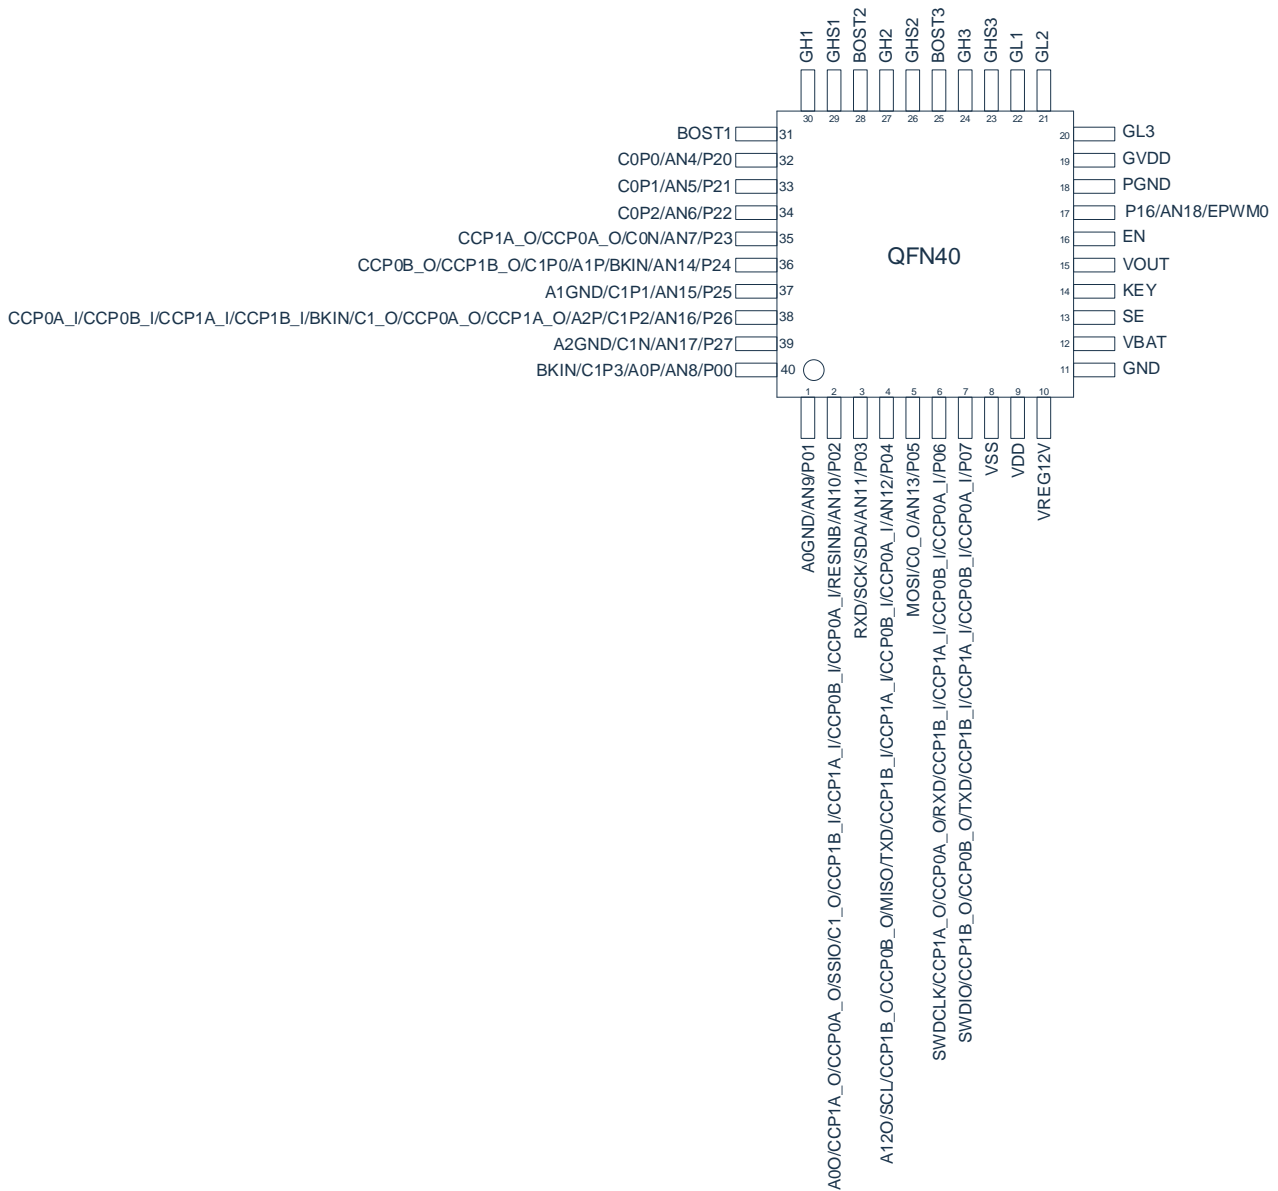 GH1
GHS1
BOST2
GH2
GHS2
BOST3
GH3
GHS3
GL1
GL2
30
29
28
27
26
25
24
23
22
21
BOST1
31
C0P0/AN4/P20
32
C0P1/AN5/P21
33
C0P2/AN6/P22
34
CCP1A_O/CCP0A_O/C0N/AN7/P23
35
CCP0B_O/CCP1B_O/C1P0/A1P/BKIN/AN14/P24
36
A1GND/C1P1/AN15/P25
37
CCP0A_I/CCP0B_I/CCP1A_I/CCP1B_I/BKIN/C1_O/CCP0A_O/CCP1A_O/A2P/C1P2/AN16/P26
38
A2GND/C1N/AN17/P27
39
BKIN/C1P3/A0P/AN8/P00
40
QFN40
20
GL3
19
GVDD
18
PGND
17
P16/AN18/EPWM0
16
EN
15
VOUT
14
KEY
13
SE
12
VBAT
11
GND
1
2
3
4
5
6
7
8
9
10
A0GND/AN9/P01
A0O/CCP1A_O/CCP0A_O/SSIO/C1_O/CCP1B_I/CCP1A_I/CCP0B_I/CCP0A_I/RESINB/AN10/P02
RXD/SCK/SDA/AN11/P03
A12O/SCL/CCP1B_O/CCP0B_O/MISO/TXD/CCP1B_I/CCP1A_I/CCP0B_I/CCP0A_I/AN12/P04
MOSI/C0_O/AN13/P05
SWDCLK/CCP1A_O/CCP0A_O/RXD/CCP1B_I/CCP1A_I/CCP0B_I/CCP0A_I/P06
SWDIO/CCP1B_O/CCP0B_O/TXD/CCP1B_I/CCP1A_I/CCP0B_I/CCP0A_I/P07
VSS
VDD
VREG12V